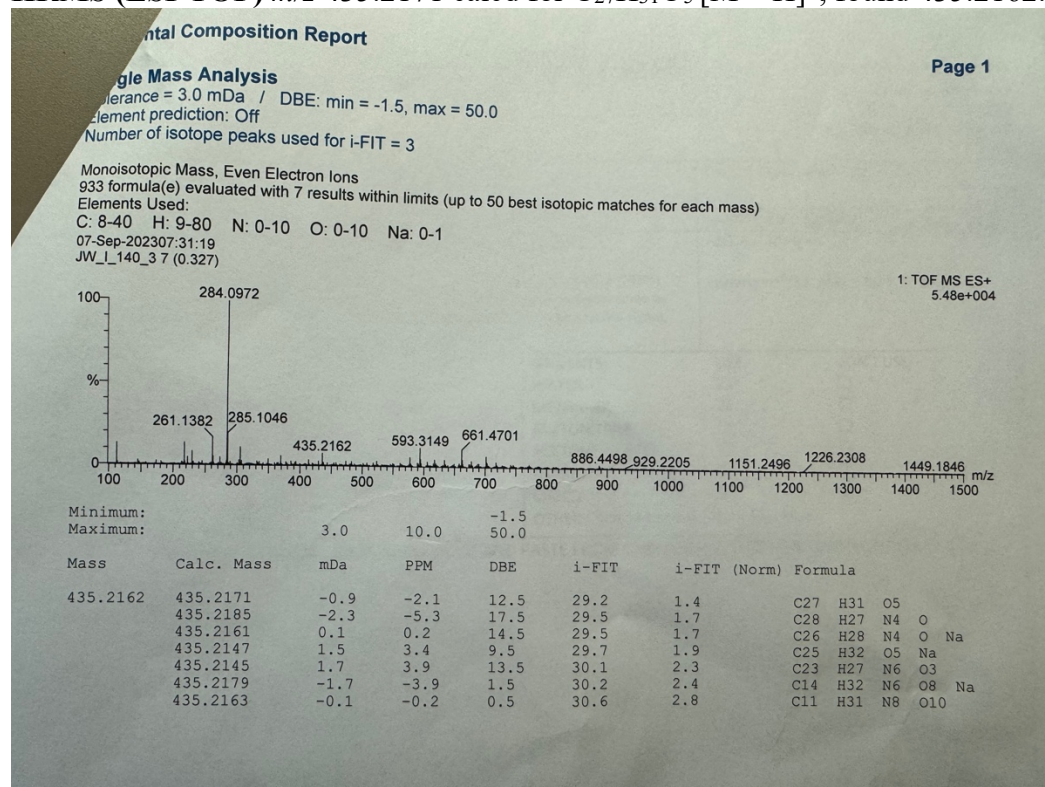 Composition Report
Page 1
Mass Analysis
= 3.0 mDa / DBE: min = -1.5, max = 50.0
prediction: Off
Number of isotope peaks used for i-FIT = 3
Monoisotopic Mass, Even Electron Ions
933 formula(e) evaluated with 7 results within limits (up to 50 best isotopic matches for each mass)
Elements Used:
C: 8-40 H: 9-80 N: 0-10 O: 0-10 Na: 0-1
07-Sep-202307:31:19
JW_I_140_3 7 (0.327)
1: TOF MS ES+
5.48e+004
100
284.0972
%
261.1382 285.1046
435.2162 593.3149 661.4701
886.4498 929.2205 1151.2496 1226.2308 1449.1846
0
m/z
100 200 300 400 500 600 700 800 900 1000 1100 1200 1300 1400 1500
Minimum: -1.5
Maximum: 3.0 10.0 50.0
Mass Calc. Mass mDa PPM DBE i-FIT i-FIT (Norm) Formula
435.2162 435.2171 -0.9 -2.1 12.5 29.2 1.4 C27 H31 O5
435.2185 -2.3 -5.3 17.5 29.5 1.7 C28 H27 N4 O
435.2161 0.1 0.2 14.5 29.5 1.7 C26 H28 N4 O Na
435.2147 1.5 3.4 9.5 29.7 1.9 C25 H32 O5 Na
435.2145 1.7 3.9 13.5 30.1 2.3 C23 H27 N6 O3
435.2179 -1.7 -3.9 1.5 30.2 2.4 C14 H32 N6 O8 Na
435.2163 -0.1 -0.2 0.5 30.6 2.8 C11 H31 N8 O10